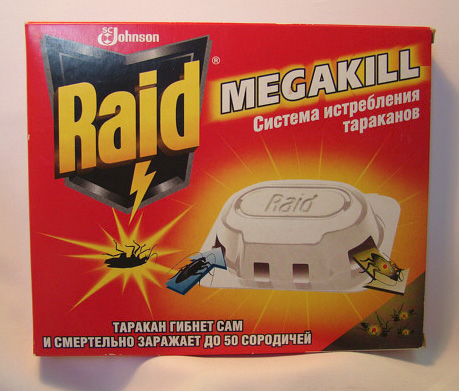 SC Johnson
Raid®
MEGAKILL
Система истребления
тараканов
Raid
ТАРАКАН ГИБНЕТ САМ
И СМЕРТЕЛЬНО ЗАРАЖАЕТ ДО 50 СОРОДИЧЕЙ